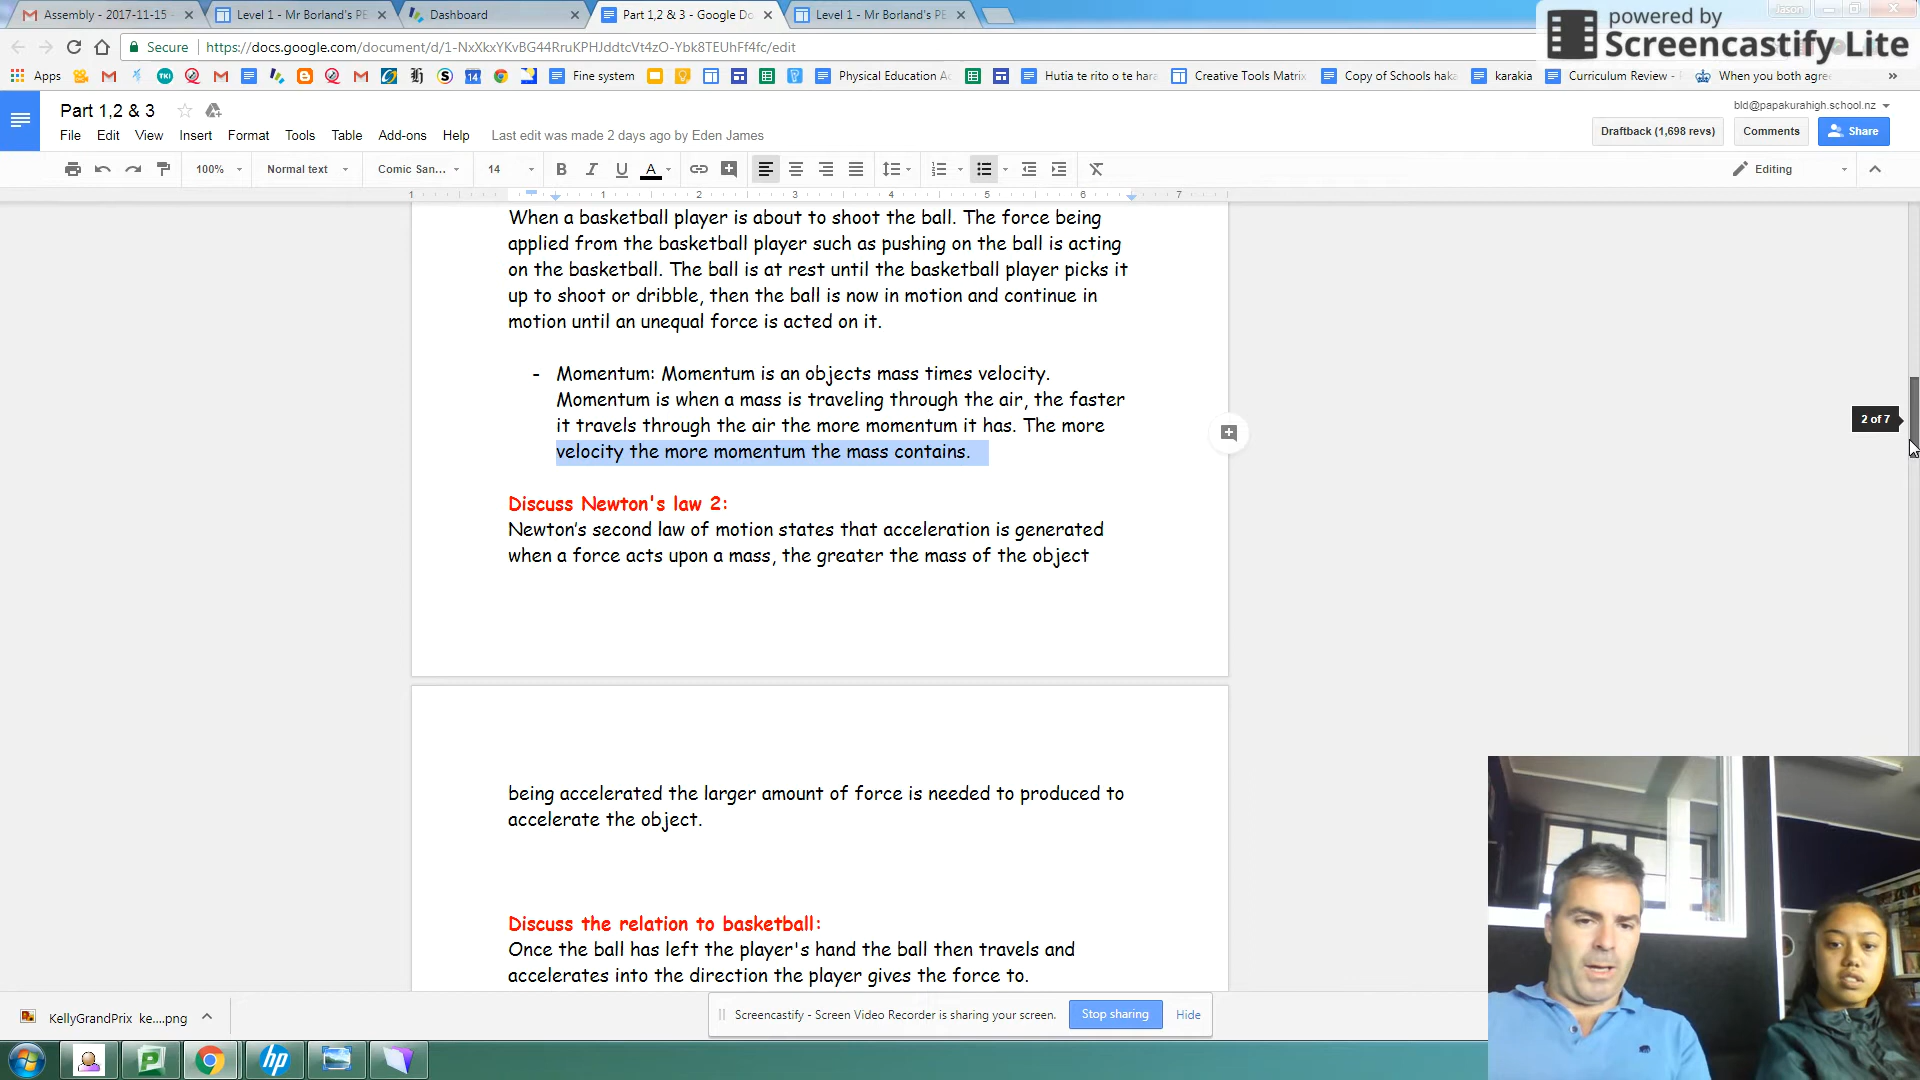 Assembly - 2017-11-15 -
Level 1 - Mr Borland's PE
Dashboard
Part 1,2 & 3 - Google Do
Level 1 - Mr Borland's PE
Jason
powered by
Screencastify Lite
Secure
https://docs.google.com/document/d/1-NxXkxYKvBG44RruKPHJddtcVt4zO-Ybk8TEUhFf4fc/edit
Apps
Fine system
Physical Education Ac
Hutia te rito o te hara
Creative Tools Matrix
Copy of Schools haka
karakia
Curriculum Review -
When you both agre
Part 1,2 & 3
bld@papakurahigh.school.nz
File Edit View Insert Format Tools Table Add-ons Help
Last edit was made 2 days ago by Eden James
Draftback (1,698 revs)
Comments
Share
100% Normal text Comic San... 14 B I U A Editing
1 1 2 3 4 5 6 7
When a basketball player is about to shoot the ball. The force being
applied from the basketball player such as pushing on the ball is acting
on the basketball. The ball is at rest until the basketball player picks it
up to shoot or dribble, then the ball is now in motion and continue in
motion until an unequal force is acted on it.
- Momentum: Momentum is an objects mass times velocity.
Momentum is when a mass is traveling through the air, the faster
it travels through the air the more momentum it has. The more
velocity the more momentum the mass contains.
2 of 7
Discuss Newton's law 2:
Newton's second law of motion states that acceleration is generated
when a force acts upon a mass, the greater the mass of the object
being accelerated the larger amount of force is needed to produced to
accelerate the object.
Discuss the relation to basketball:
Once the ball has left the player's hand the ball then travels and
accelerates into the direction the player gives the force to.
KellyGrandPrix ke....png
Screencastify - Screen Video Recorder is sharing your screen.
Stop sharing
Hide